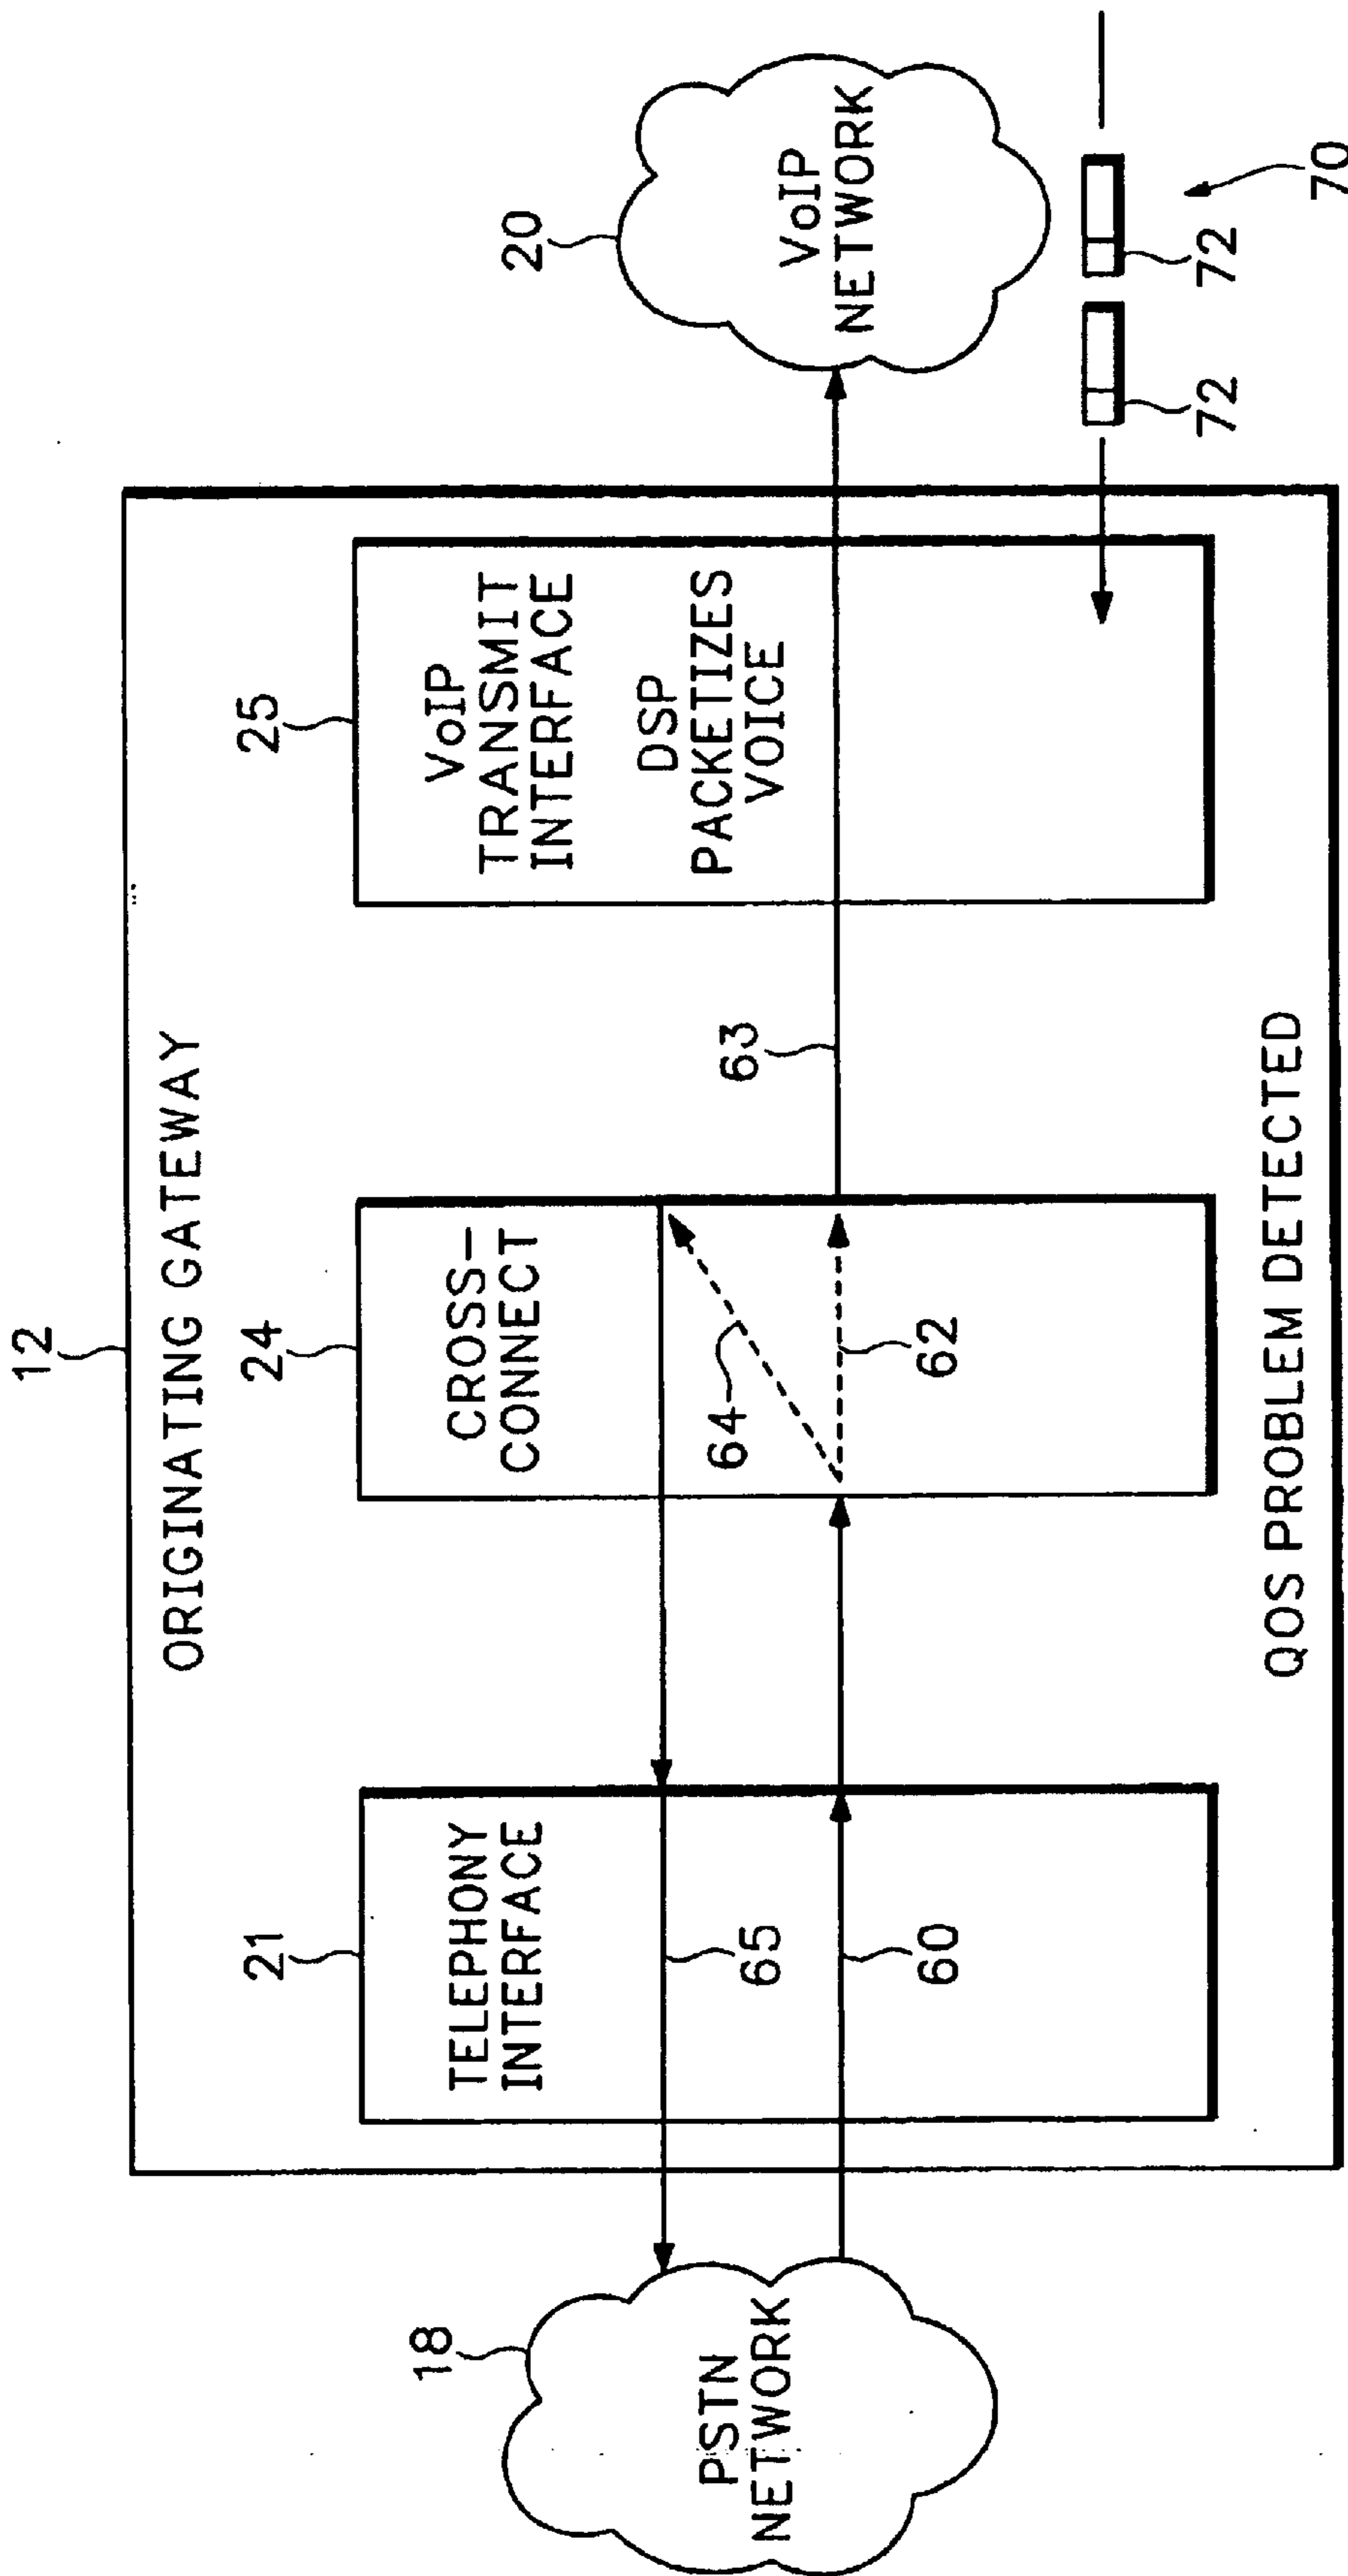 12
ORIGINATING GATEWAY
18
PSTN
NETWORK
21
TELEPHONY
INTERFACE
65
60
24
CROSS-
CONNECT
64
62
63
25
VoIP
TRANSMIT
INTERFACE
DSP
PACKETIZES
VOICE
20
VoIP
NETWORK
72
72
70
QOS PROBLEM DETECTED